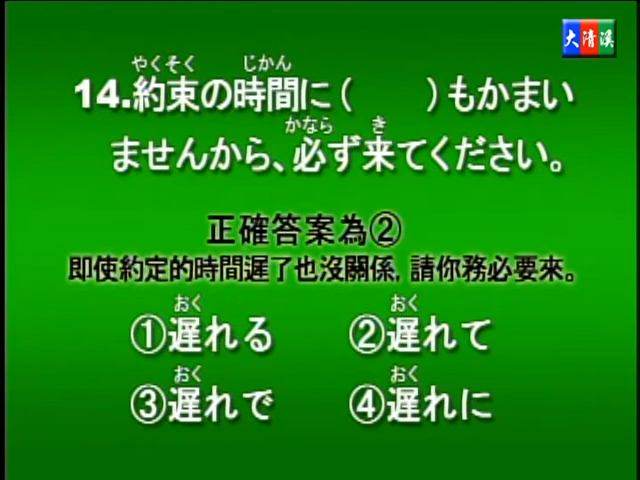 大清溪
やくそく じかん
14.約束の時間に（　　）もかまい
かなら き
ませんから、必ず来てください。
正確答案為②
即使約定的時間遲了也沒關係，請你務必要來。
おく おく
①遅れる ②遅れて
おく おく
③遅れで ④遅れに